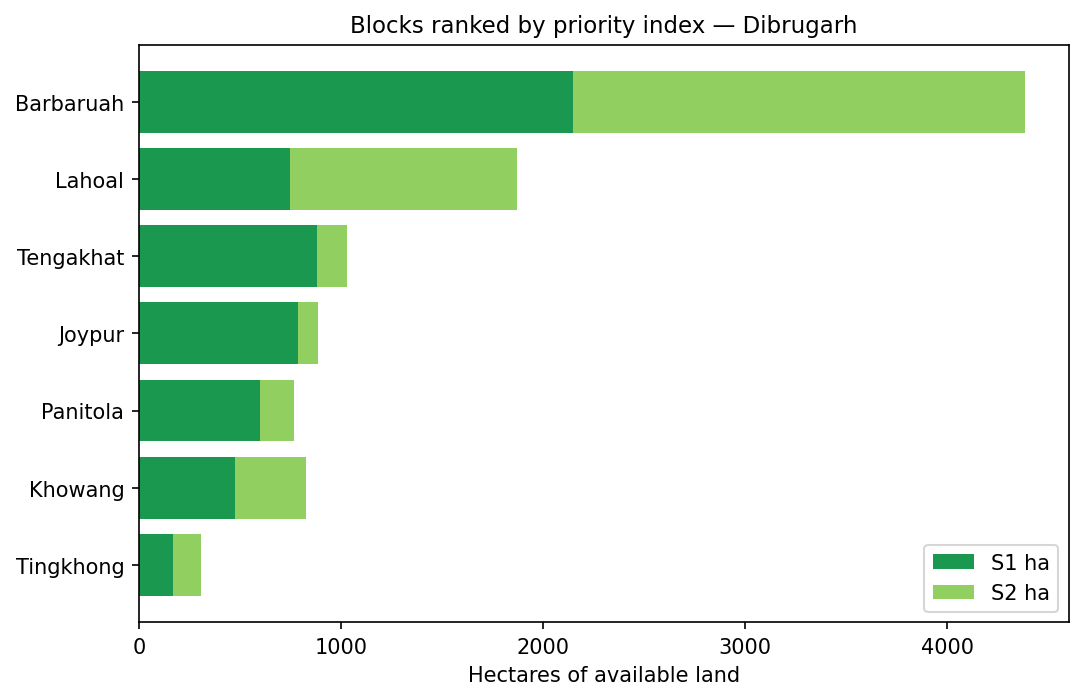 Blocks ranked by priority index — Dibrugarh
Barbaruah
Lahoal
Tengakhat
Joypur
Panitola
Khowang
Tingkhong
S1 ha
S2 ha
0 1000 2000 3000 4000
Hectares of available land